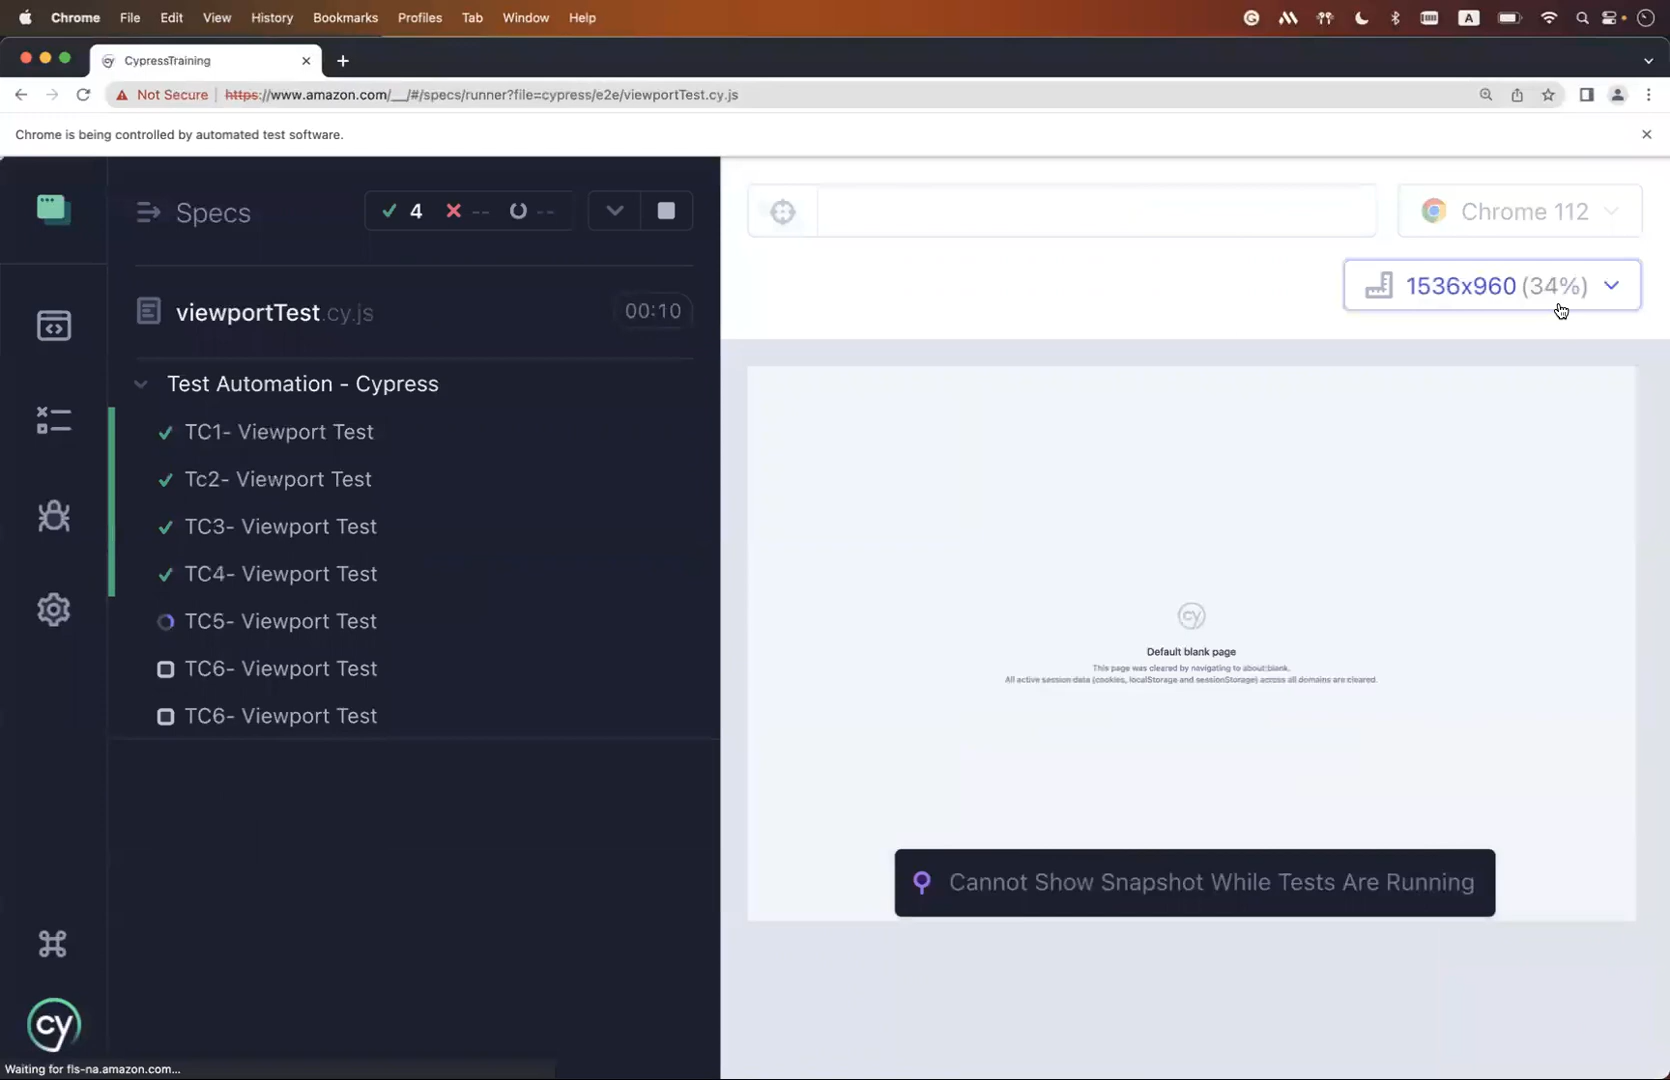 Chrome File Edit View History Bookmarks Profiles Tab Window Help A
CypressTraining
Not Secure https://www.amazon.com/__/#/specs/runner?file=cypress/e2e/viewportTest.cy.js
Chrome is being controlled by automated test software.
Specs 4 -- --
Chrome 112
1536x960 (34%)
viewportTest.cy.js 00:10
Test Automation - Cypress
TC1- Viewport Test
Tc2- Viewport Test
TC3- Viewport Test
TC4- Viewport Test
TC5- Viewport Test
TC6- Viewport Test
TC6- Viewport Test
cy
Default blank page
This page was cleared by navigating to about:blank.
All active session data (cookies, localStorage and sessionStorage) across all domains are cleared.
Cannot Show Snapshot While Tests Are Running
cy
Waiting for fls-na.amazon.com...